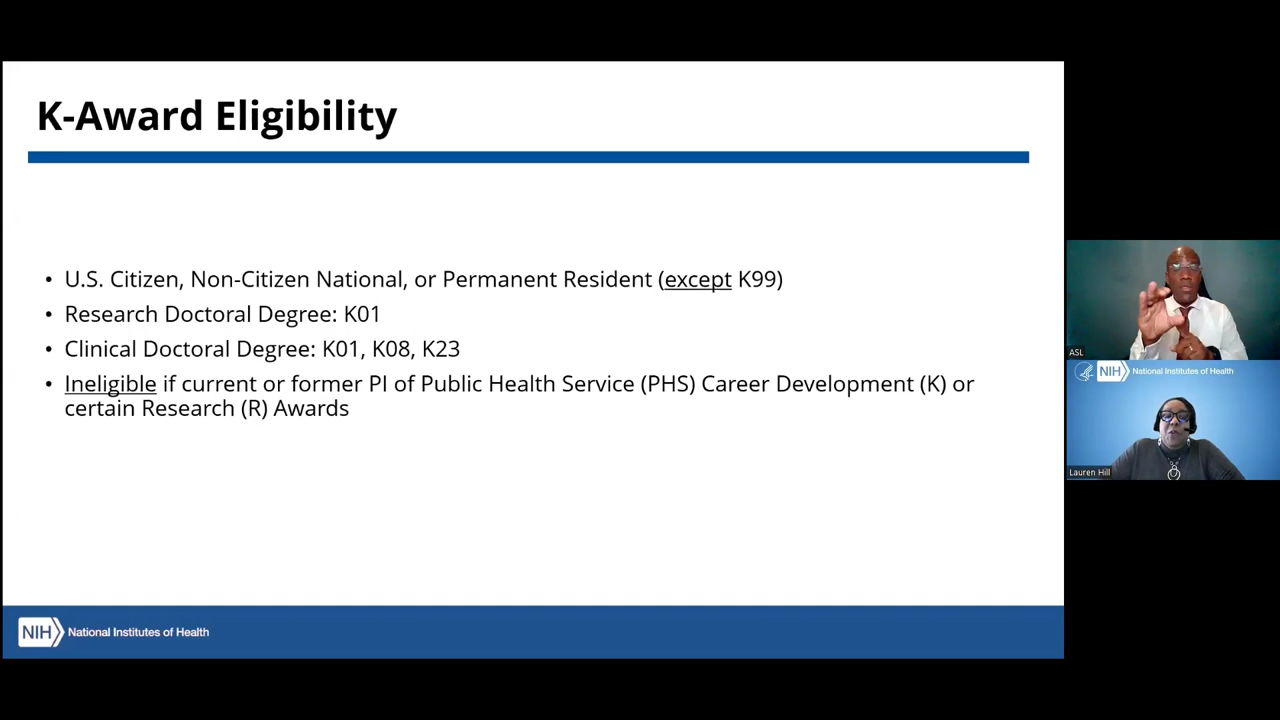 K-Award Eligibility
• U.S. Citizen, Non-Citizen National, or Permanent Resident (except K99)
• Research Doctoral Degree: K01
• Clinical Doctoral Degree: K01, K08, K23
• Ineligible if current or former PI of Public Health Service (PHS) Career Development (K) or
certain Research (R) Awards
NIH National Institutes of Health
ASL
NIH National Institutes of Health
Lauren Hill